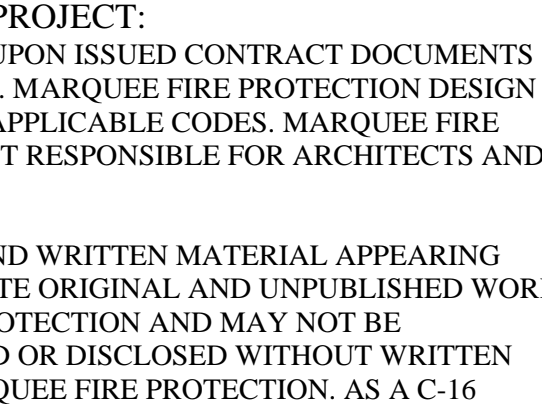 PROJECT:
UPON ISSUED CONTRACT DOCUMENTS
. MARQUEE FIRE PROTECTION DESIGN
APPLICABLE CODES. MARQUEE FIRE
T RESPONSIBLE FOR ARCHITECTS AND
ND WRITTEN MATERIAL APPEARING
TE ORIGINAL AND UNPUBLISHED WOR
OTECTION AND MAY NOT BE
D OR DISCLOSED WITHOUT WRITTEN
QUEE FIRE PROTECTION. AS A C-16